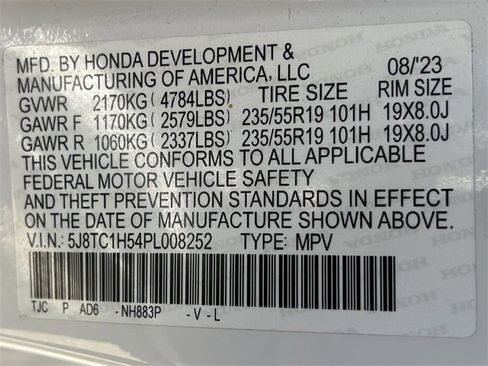 MFD. BY HONDA DEVELOPMENT & 08/'23
MANUFACTURING OF AMERICA, LLC
GVWR 2170KG ( 4784LBS) TIRE SIZE RIM SIZE
GAWR F 1170KG ( 2579LBS) 235/55R19 101H 19X8.0J
GAWR R 1060KG ( 2337LBS) 235/55R19 101H 19X8.0J
THIS VEHICLE CONFORMS TO ALL APPLICABLE
FEDERAL MOTOR VEHICLE SAFETY
AND THEFT PREVENTION STANDARDS IN EFFECT
ON THE DATE OF MANUFACTURE SHOWN ABOVE.
V.I.N.: 5J8TC1H54PL008252 TYPE: MPV
TJC P AD6 -NH883P -V-L